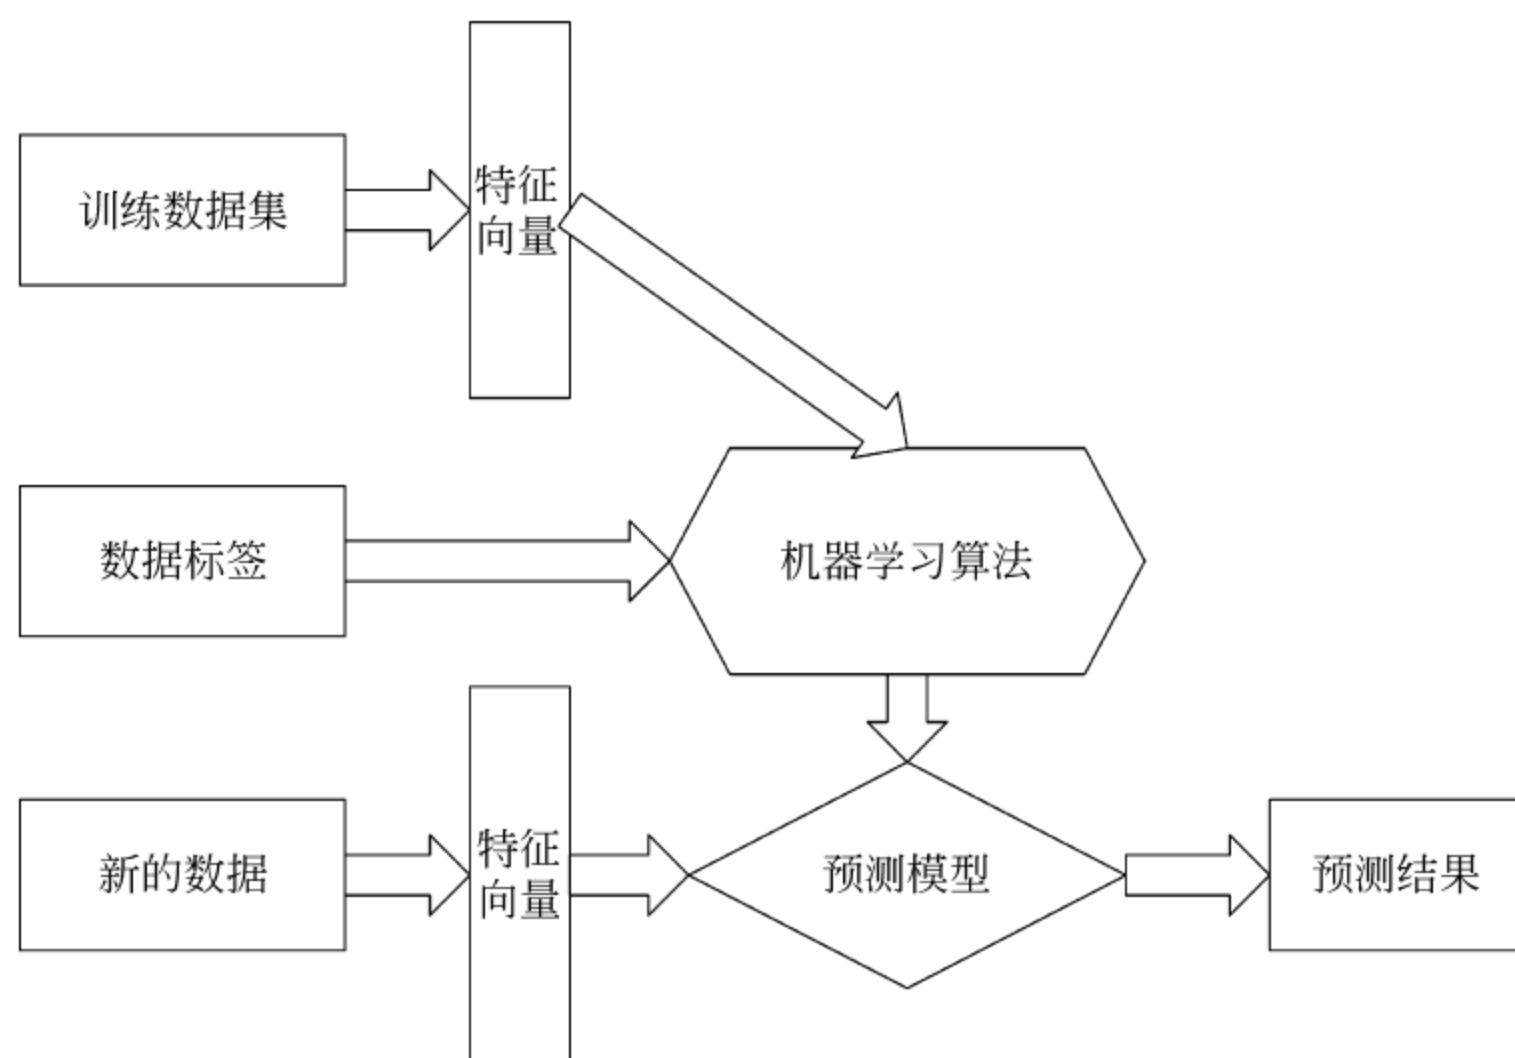 训练数据集
特征
向量
数据标签
机器学习算法
新的数据
特征
向量
预测模型
预测结果